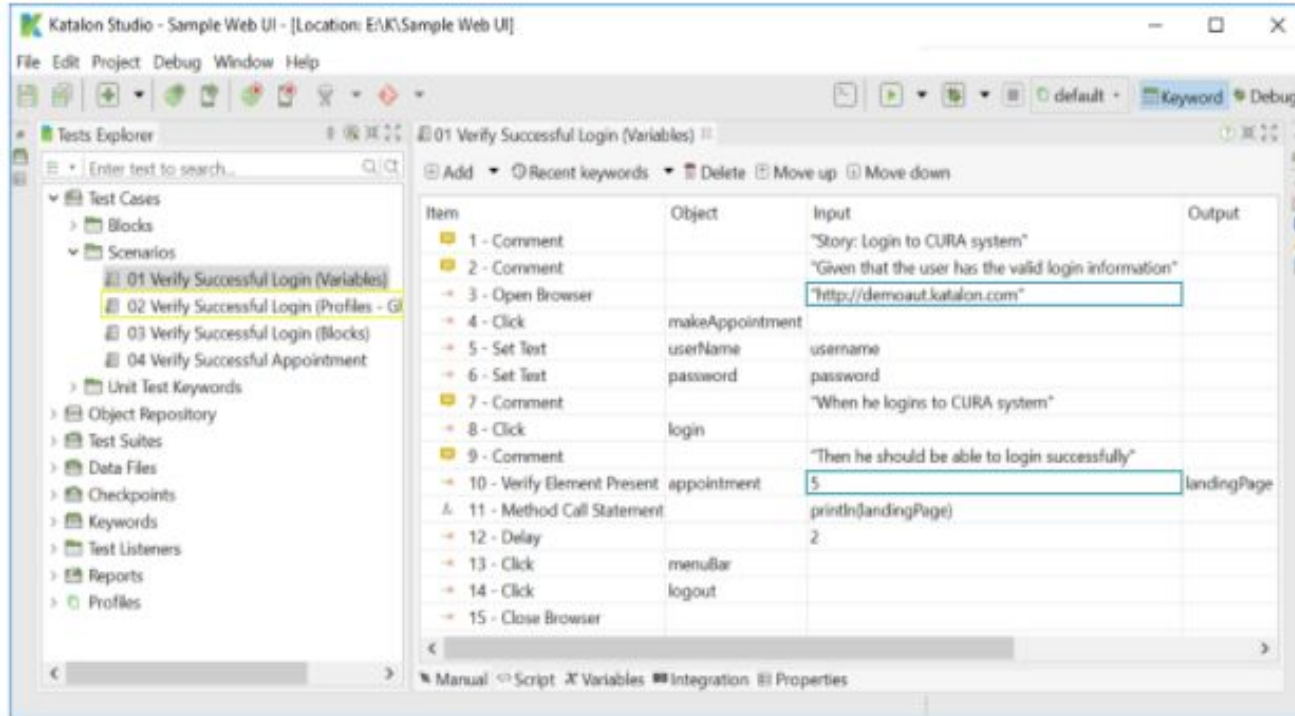 Katalon Studio - Sample Web UI - [Location: E:\K\Sample Web UI]
File Edit Project Debug Window Help
default
Keyword
Debug
Tests Explorer
01 Verify Successful Login (Variables)
Enter text to search...
Add Recent keywords Delete Move up Move down
Test Cases
Blocks
Scenarios
01 Verify Successful Login (Variables)
02 Verify Successful Login (Profiles - Gl
03 Verify Successful Login (Blocks)
04 Verify Successful Appointment
Unit Test Keywords
Object Repository
Test Suites
Data Files
Checkpoints
Keywords
Test Listeners
Reports
Profiles
Item Object Input Output
1 - Comment "Story: Login to CURA system"
2 - Comment "Given that the user has the valid login information"
3 - Open Browser "http://demoaut.katalon.com"
4 - Click makeAppointment
5 - Set Text userName username
6 - Set Text password password
7 - Comment "When he logins to CURA system"
8 - Click login
9 - Comment "Then he should be able to login successfully"
10 - Verify Element Present appointment 5 landingPage
11 - Method Call Statement println(landingPage)
12 - Delay 2
13 - Click menuBar
14 - Click logout
15 - Close Browser
Manual Script Variables Integration Properties